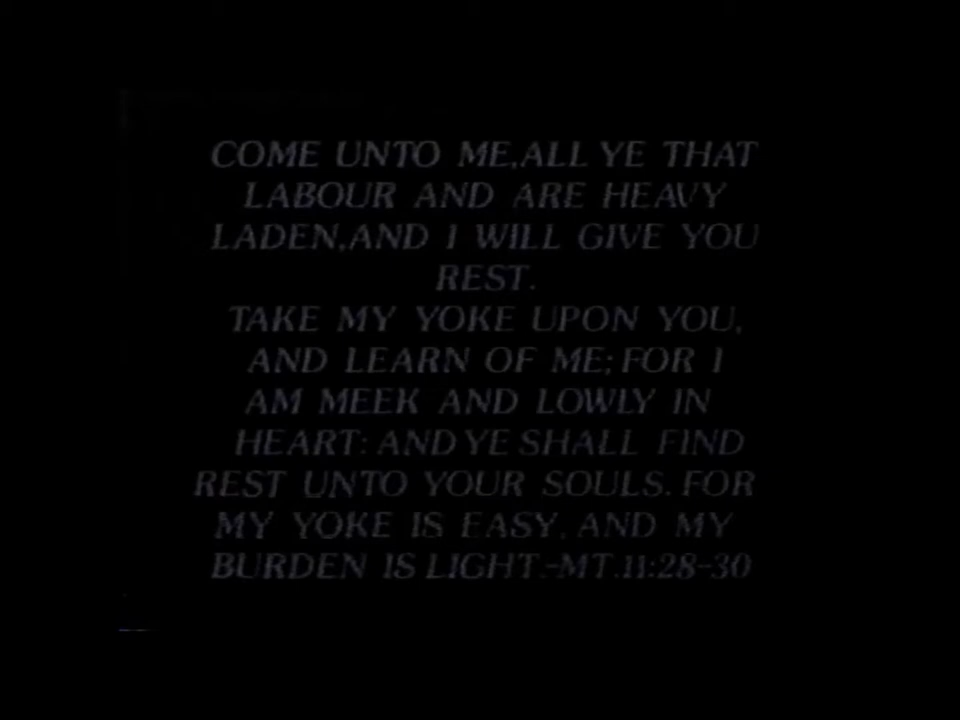 COME UNTO ME,ALL YE THAT
LABOUR AND ARE HEAVY
LADEN,AND I WILL GIVE YOU
REST.
TAKE MY YOKE UPON YOU,
AND LEARN OF ME; FOR I
AM MEEK AND LOWLY IN
HEART: AND YE SHALL FIND
REST UNTO YOUR SOULS. FOR
MY YOKE IS EASY, AND MY
BURDEN IS LIGHT.-MT.11:28-30